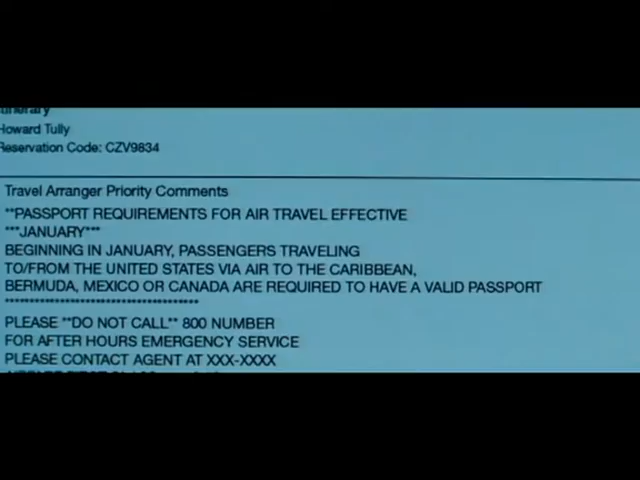 Itinerary
Howard Tully
Reservation Code: CZV9834
Travel Arranger Priority Comments
**PASSPORT REQUIREMENTS FOR AIR TRAVEL EFFECTIVE
***JANUARY***
BEGINNING IN JANUARY, PASSENGERS TRAVELING
TO/FROM THE UNITED STATES VIA AIR TO THE CARIBBEAN,
BERMUDA, MEXICO OR CANADA ARE REQUIRED TO HAVE A VALID PASSPORT
****************************************
PLEASE **DO NOT CALL** 800 NUMBER
FOR AFTER HOURS EMERGENCY SERVICE
PLEASE CONTACT AGENT AT XXX-XXXX